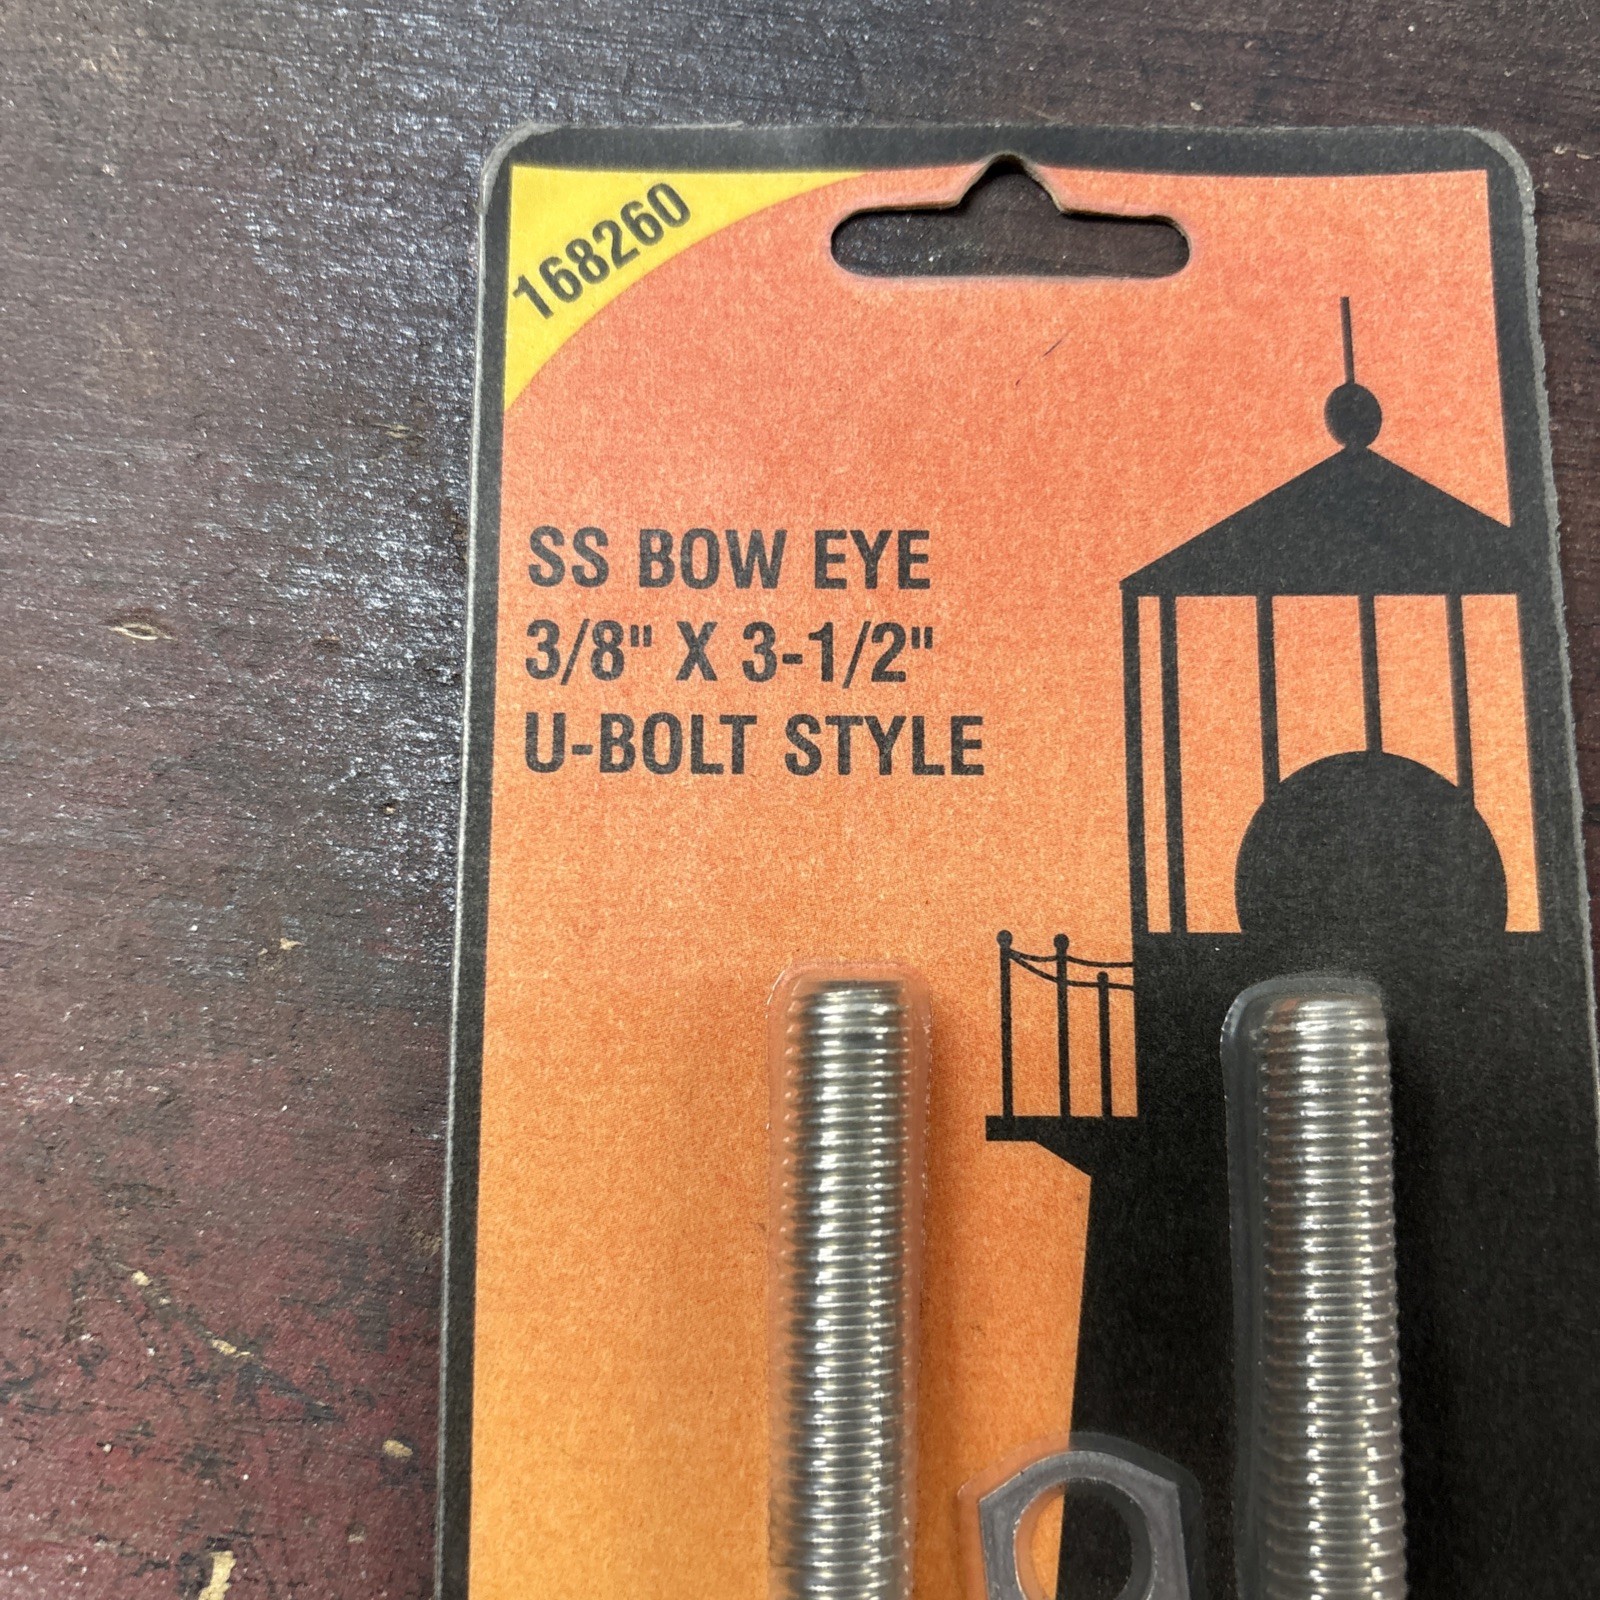 168260
SS BOW EYE
3/8" X 3-1/2"
U-BOLT STYLE